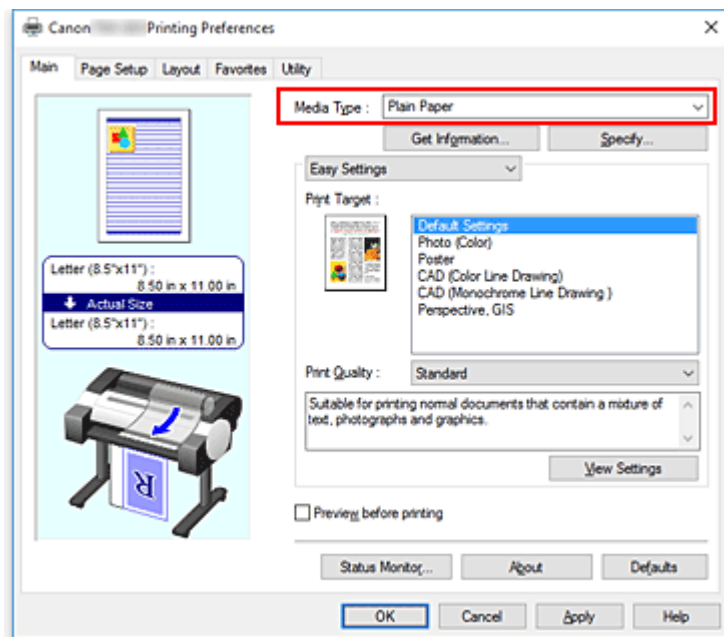 Canon Printing Preferences
Main Page Setup Layout Favorites Utility
Media Type : Plain Paper
Get Information... Specify...
Easy Settings
Print Target :
Default Settings
Photo (Color)
Poster
CAD (Color Line Drawing)
CAD (Monochrome Line Drawing )
Perspective, GIS
Letter (8.5"x11") :
8.50 in x 11.00 in
Actual Size
Letter (8.5"x11") :
8.50 in x 11.00 in
Print Quality : Standard
Suitable for printing normal documents that contain a mixture of
text, photographs and graphics.
View Settings
R
Preview before printing
Status Monitor... About Defaults
OK Cancel Apply Help